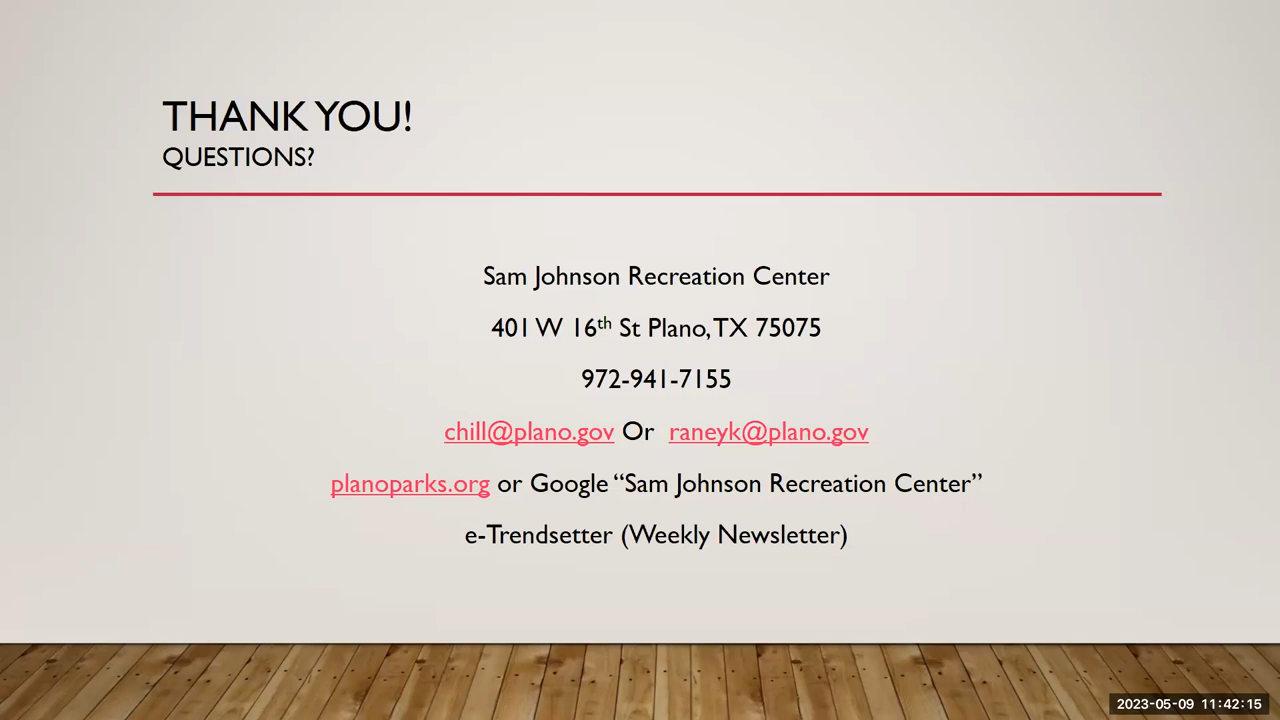 THANK YOU!
QUESTIONS?
Sam Johnson Recreation Center
401 W 16th St Plano, TX 75075
972-941-7155
chill@plano.gov Or raneyk@plano.gov
planoparks.org or Google “Sam Johnson Recreation Center”
e-Trendsetter (Weekly Newsletter)
2023-05-09 11:42:15